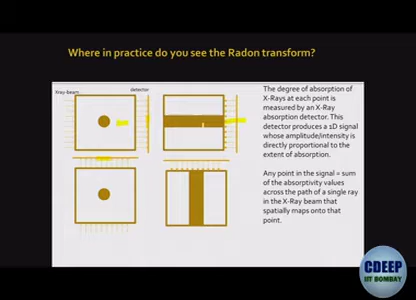 Where in practice do you see the Radon transform?
Xray-beam
detector
The degree of absorption of
X-Rays at each point is
measured by an X-Ray
absorption detector. This
detector produces a 1D signal
whose amplitude/intensity is
directly proportional to the
extent of absorption.
Any point in the signal = sum
of the absorptivity values
across the path of a single ray
in the X-Ray beam that
spatially maps onto that
point.
CDEEP
IIT BOMBAY